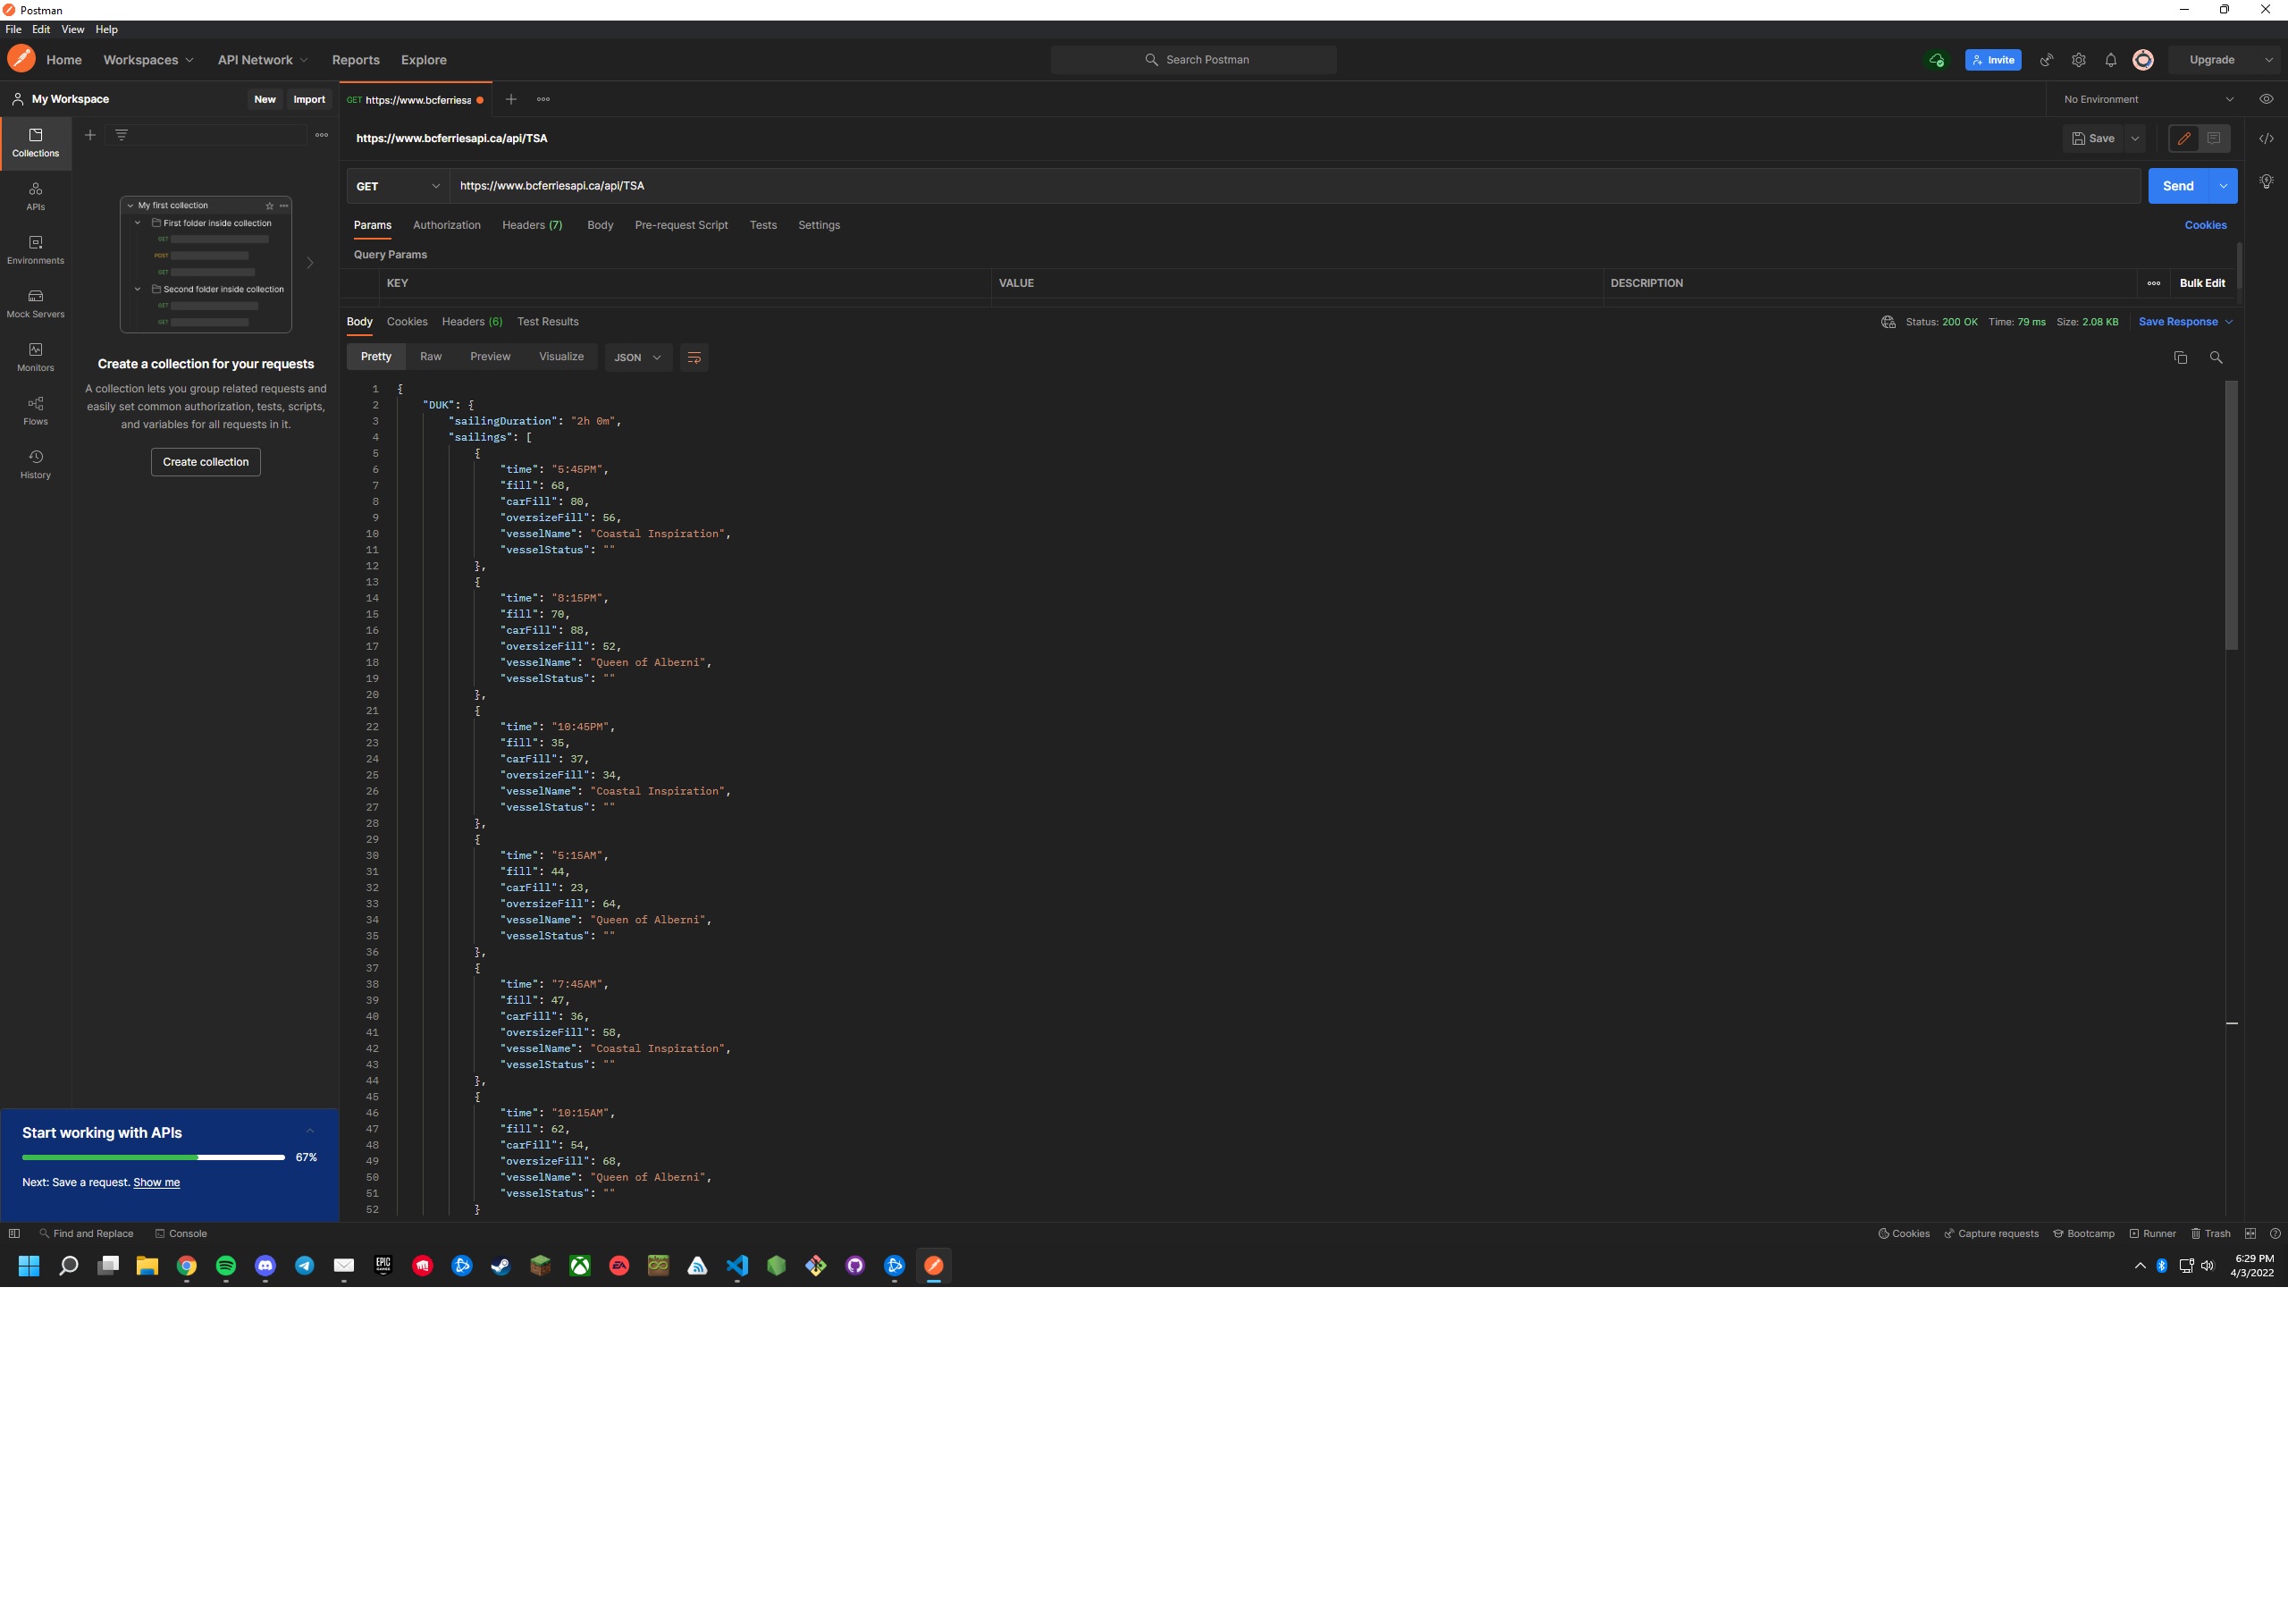 Postman
File Edit View Help
Home Workspaces API Network Reports Explore
Search Postman
Invite
Upgrade
My Workspace
New Import
GET https://www.bcferriesa
No Environment
Collections
APIs
Environments
Mock Servers
Monitors
Flows
History
My first collection
First folder inside collection
GET
POST
GET
Second folder inside collection
GET
GET
Create a collection for your requests
A collection lets you group related requests and
easily set common authorization, tests, scripts,
and variables for all requests in it.
Create collection
Start working with APIs
67%
Next: Save a request. Show me
https://www.bcferriesapi.ca/api/TSA
Save
GET https://www.bcferriesapi.ca/api/TSA
Send
Params Authorization Headers (7) Body Pre-request Script Tests Settings
Cookies
Query Params
KEY VALUE DESCRIPTION Bulk Edit
Body Cookies Headers (6) Test Results
Status: 200 OK Time: 79 ms Size: 2.08 KB Save Response
Pretty Raw Preview Visualize JSON
1 {
2 "DUK": {
3 "sailingDuration": "2h 0m",
4 "sailings": [
5 {
6 "time": "5:45PM",
7 "fill": 68,
8 "carFill": 80,
9 "oversizeFill": 56,
10 "vesselName": "Coastal Inspiration",
11 "vesselStatus": ""
12 },
13 {
14 "time": "8:15PM",
15 "fill": 70,
16 "carFill": 88,
17 "oversizeFill": 52,
18 "vesselName": "Queen of Alberni",
19 "vesselStatus": ""
20 },
21 {
22 "time": "10:45PM",
23 "fill": 35,
24 "carFill": 37,
25 "oversizeFill": 34,
26 "vesselName": "Coastal Inspiration",
27 "vesselStatus": ""
28 },
29 {
30 "time": "5:15AM",
31 "fill": 44,
32 "carFill": 23,
33 "oversizeFill": 64,
34 "vesselName": "Queen of Alberni",
35 "vesselStatus": ""
36 },
37 {
38 "time": "7:45AM",
39 "fill": 47,
40 "carFill": 36,
41 "oversizeFill": 58,
42 "vesselName": "Coastal Inspiration",
43 "vesselStatus": ""
44 },
45 {
46 "time": "10:15AM",
47 "fill": 62,
48 "carFill": 54,
49 "oversizeFill": 68,
50 "vesselName": "Queen of Alberni",
51 "vesselStatus": ""
52 }
Find and Replace Console
Cookies Capture requests Bootcamp Runner Trash
EPIC GAMES
EA
6:29 PM
4/3/2022